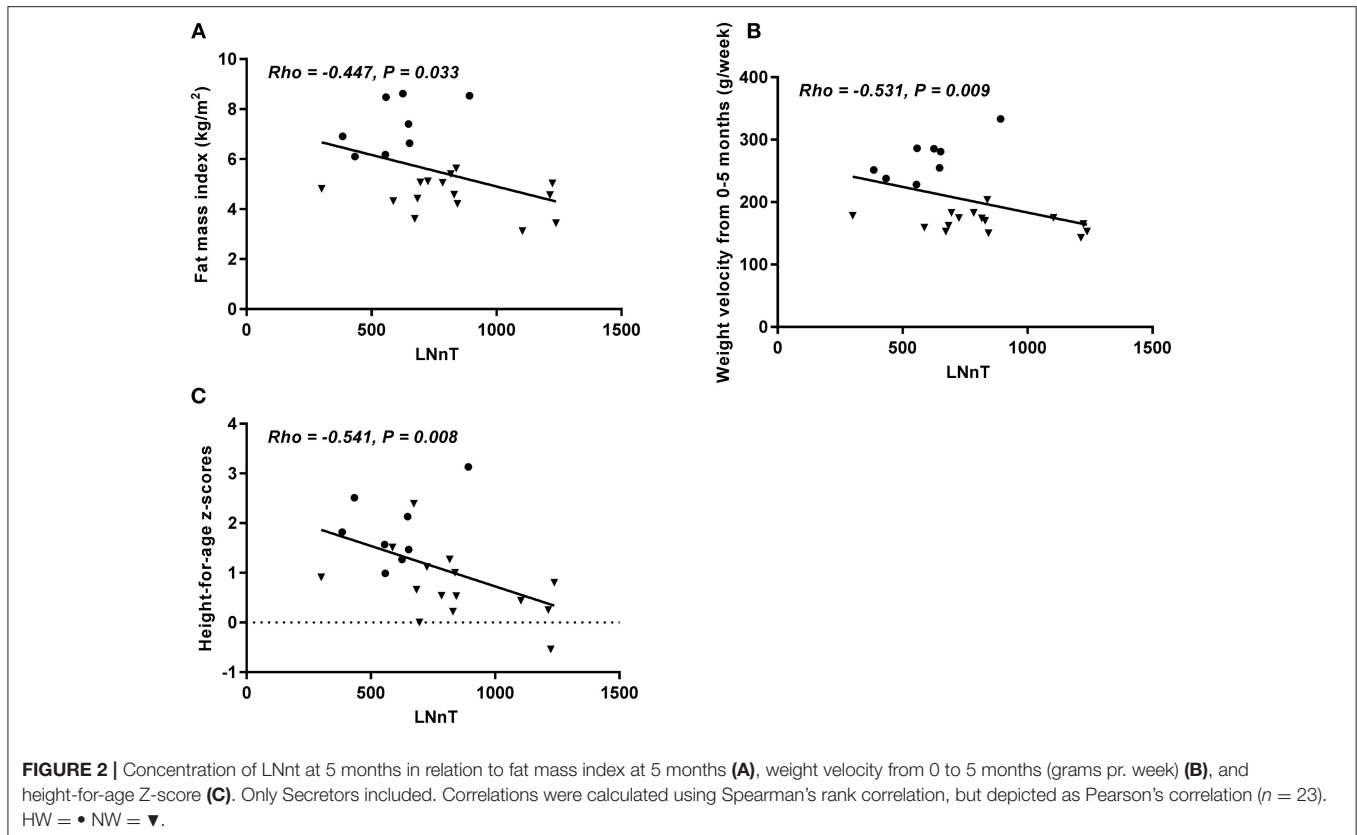 A
Rho = -0.447, P = 0.033
Fat mass index (kg/m²)
10
8
6
4
2
0
0 500 1000 1500
LNnT
B
Rho = -0.531, P = 0.009
Weight velocity from 0-5 months (g/week)
400
300
200
100
0
0 500 1000 1500
LNnT
C
Rho = -0.541, P = 0.008
Height-for-age z-scores
4
3
2
1
0
-1
0 500 1000 1500
LNnT
FIGURE 2 | Concentration of LNnt at 5 months in relation to fat mass index at 5 months (A), weight velocity from 0 to 5 months (grams pr. week) (B), and
height-for-age Z-score (C). Only Secretors included. Correlations were calculated using Spearman's rank correlation, but depicted as Pearson's correlation (n = 23).
HW = • NW = ▼.